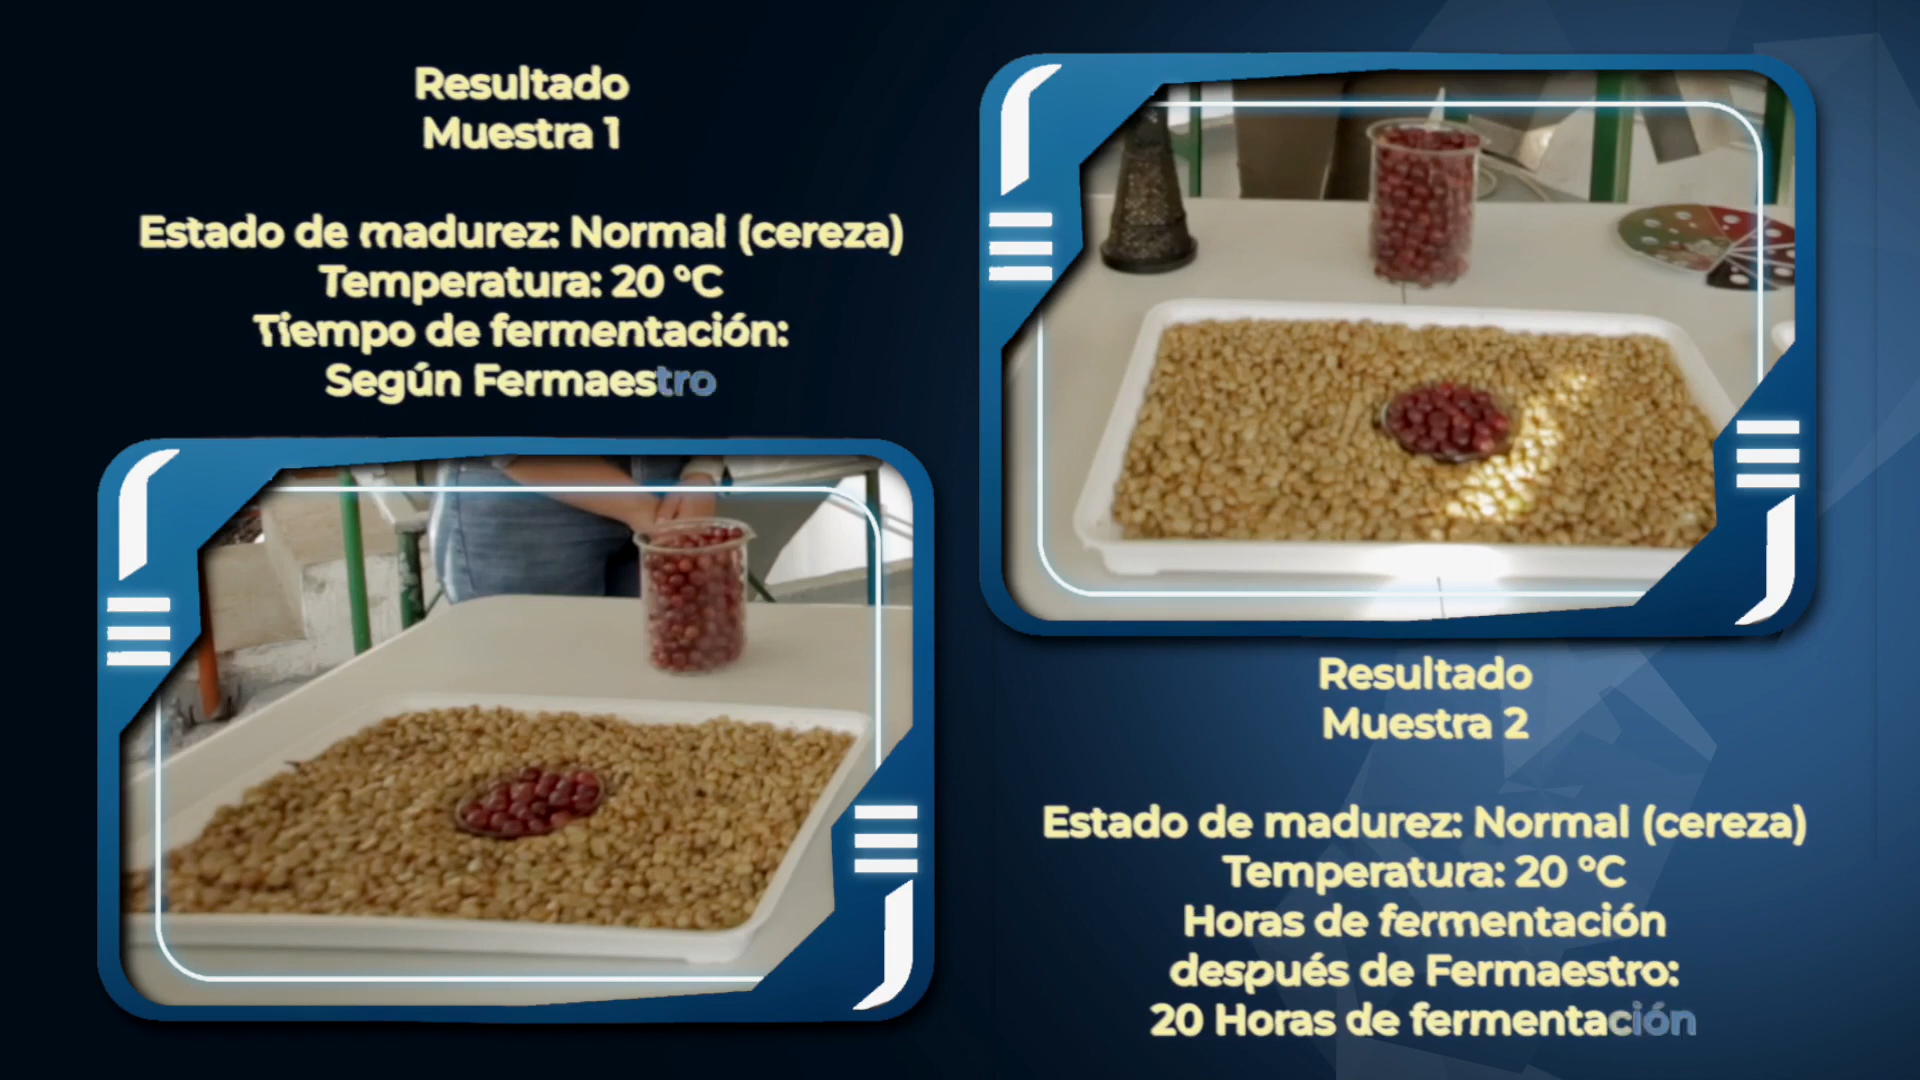 Resultado
Muestra 1
Estado de madurez: Normal (cereza)
Temperatura: 20 °C
Tiempo de fermentación:
Según Fermaestro
Resultado
Muestra 2
Estado de madurez: Normal (cereza)
Temperatura: 20 °C
Horas de fermentación
después de Fermaestro:
20 Horas de fermentación